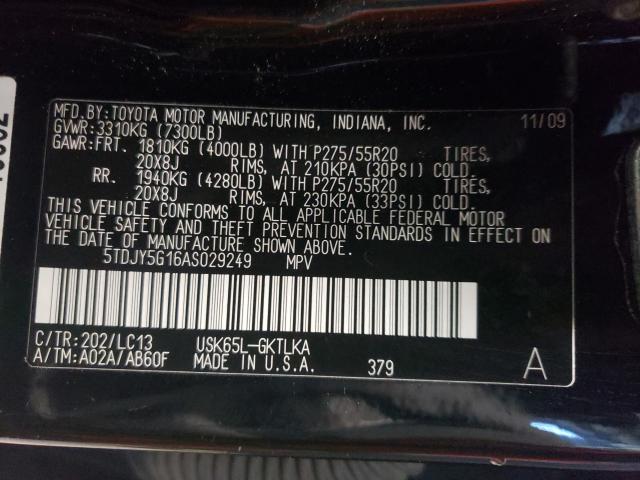 MFD.BY:TOYOTA MOTOR MANUFACTURING, INDIANA, INC. 11/09
GVWR:3310KG (7300LB)
GAWR:FRT. 1810KG (4000LB) WITH P275/55R20 TIRES,
20X8J RIMS, AT 210KPA (30PSI) COLD.
RR. 1940KG (4280LB) WITH P275/55R20 TIRES,
20X8J RIMS, AT 230KPA (33PSI) COLD.
THIS VEHICLE CONFORMS TO ALL APPLICABLE FEDERAL MOTOR
VEHICLE SAFETY AND THEFT PREVENTION STANDARDS IN EFFECT ON
THE DATE OF MANUFACTURE SHOWN ABOVE.
5TDJY5G16AS029249 MPV
C/TR:202/LC13 USK65L-GKTLKA
A/TM:A02A/AB60F MADE IN U.S.A. 379 A